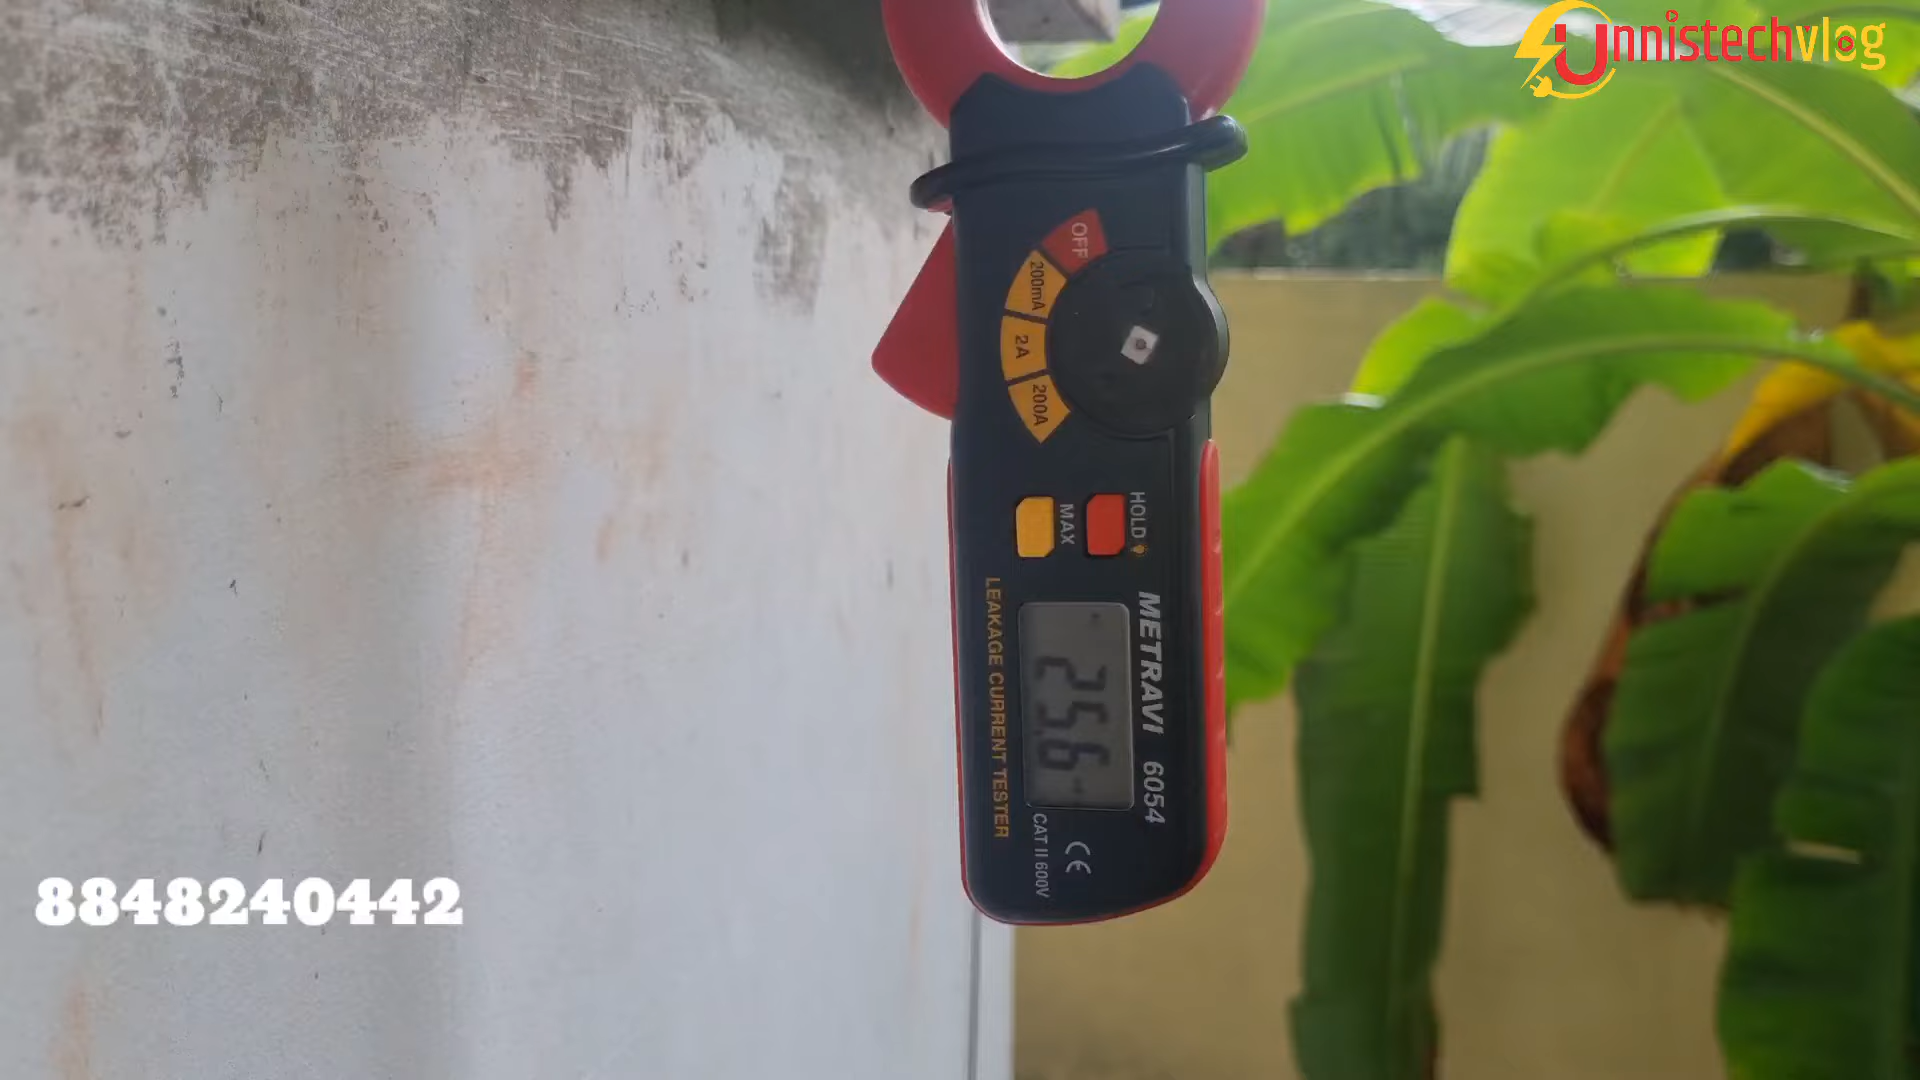 Unnistechvlog
OFF
200mA
2A
200A
HOLD
MAX
METRAVI 6054
25.6
LEAKAGE CURRENT TESTER
CAT II 600V
CE
8848240442